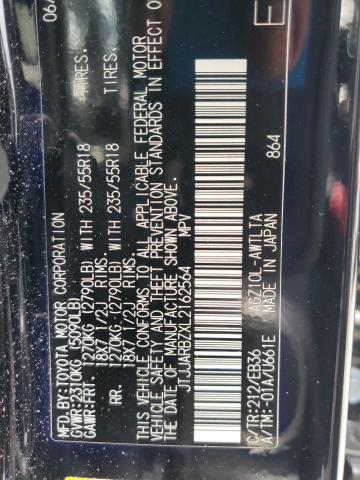 MFD.BY:TOYOTA MOTOR CORPORATION 06/
GVWR:2310KG (5090LB)
GAWR:FRT. 1270KG (2790LB) WITH 235/55R18 TIRES,
18X7 1/2J RIMS.
RR. 1270KG (2790LB) WITH 235/55R18 TIRES,
18X7 1/2J RIMS.
THIS VEHICLE CONFORMS TO ALL APPLICABLE FEDERAL MOTOR
VEHICLE SAFETY AND THEFT PREVENTION STANDARDS IN EFFECT O
THE DATE OF MANUFACTURE SHOWN ABOVE.
JTJJARBZXL2162564 MPV
C/TR:212/EB36 AGZ10L-AWTLTA
A/TM:-01A/U661E MADE IN JAPAN 864
E